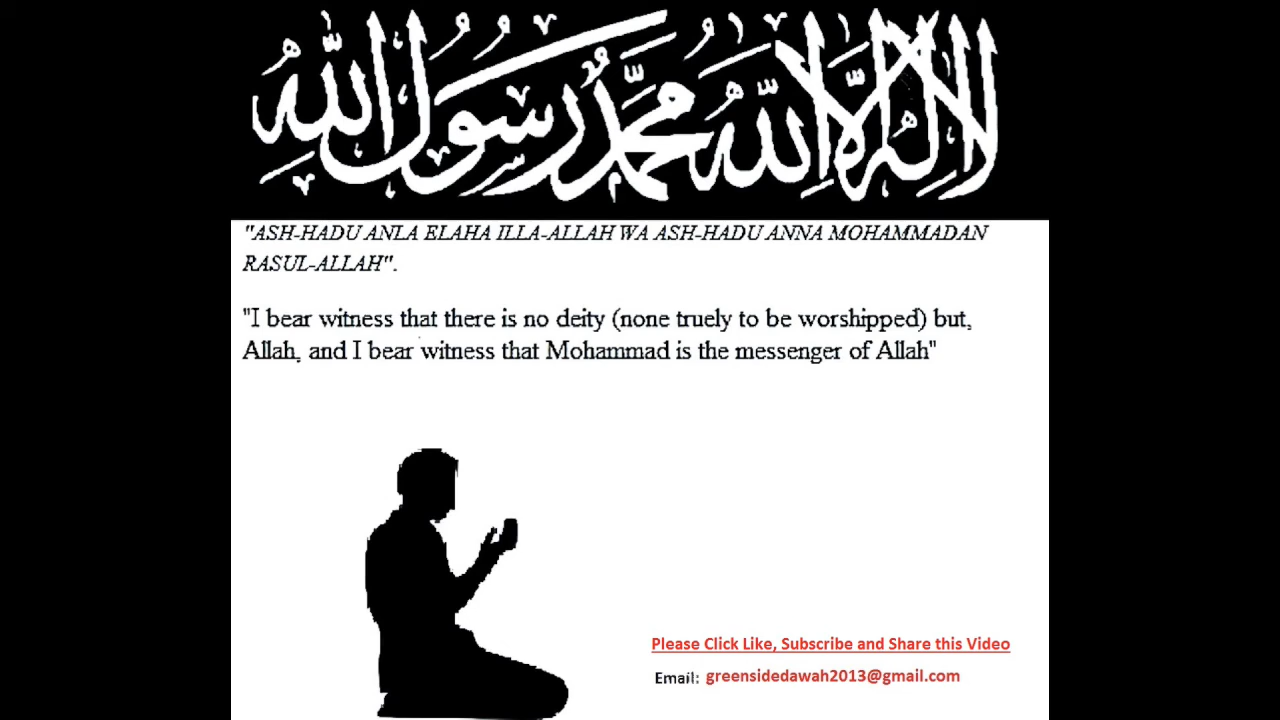 لا إله إلا الله محمد رسول الله
"ASH-HADU ANLA ELAHA ILLA-ALLAH WA ASH-HADU ANNA MOHAMMADAN
RASUL-ALLAH".
"I bear witness that there is no deity (none truely to be worshipped) but,
Allah, and I bear witness that Mohammad is the messenger of Allah"
Please Click Like, Subscribe and Share this Video
Email: greensidedawah2013@gmail.com